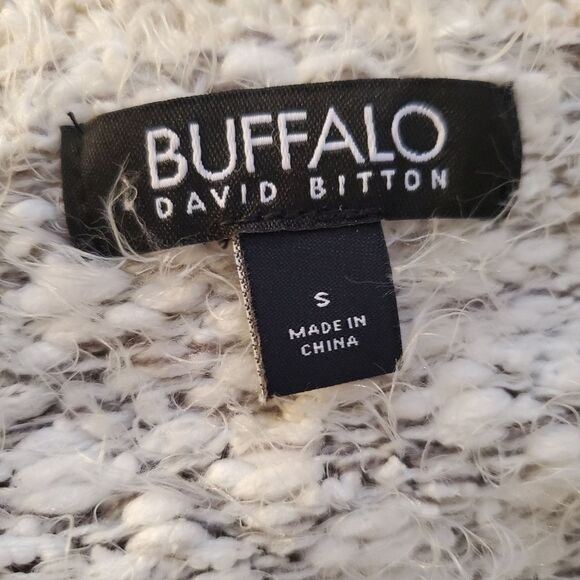 BUFFALO
DAVID BITTON
S
MADE IN
CHINA